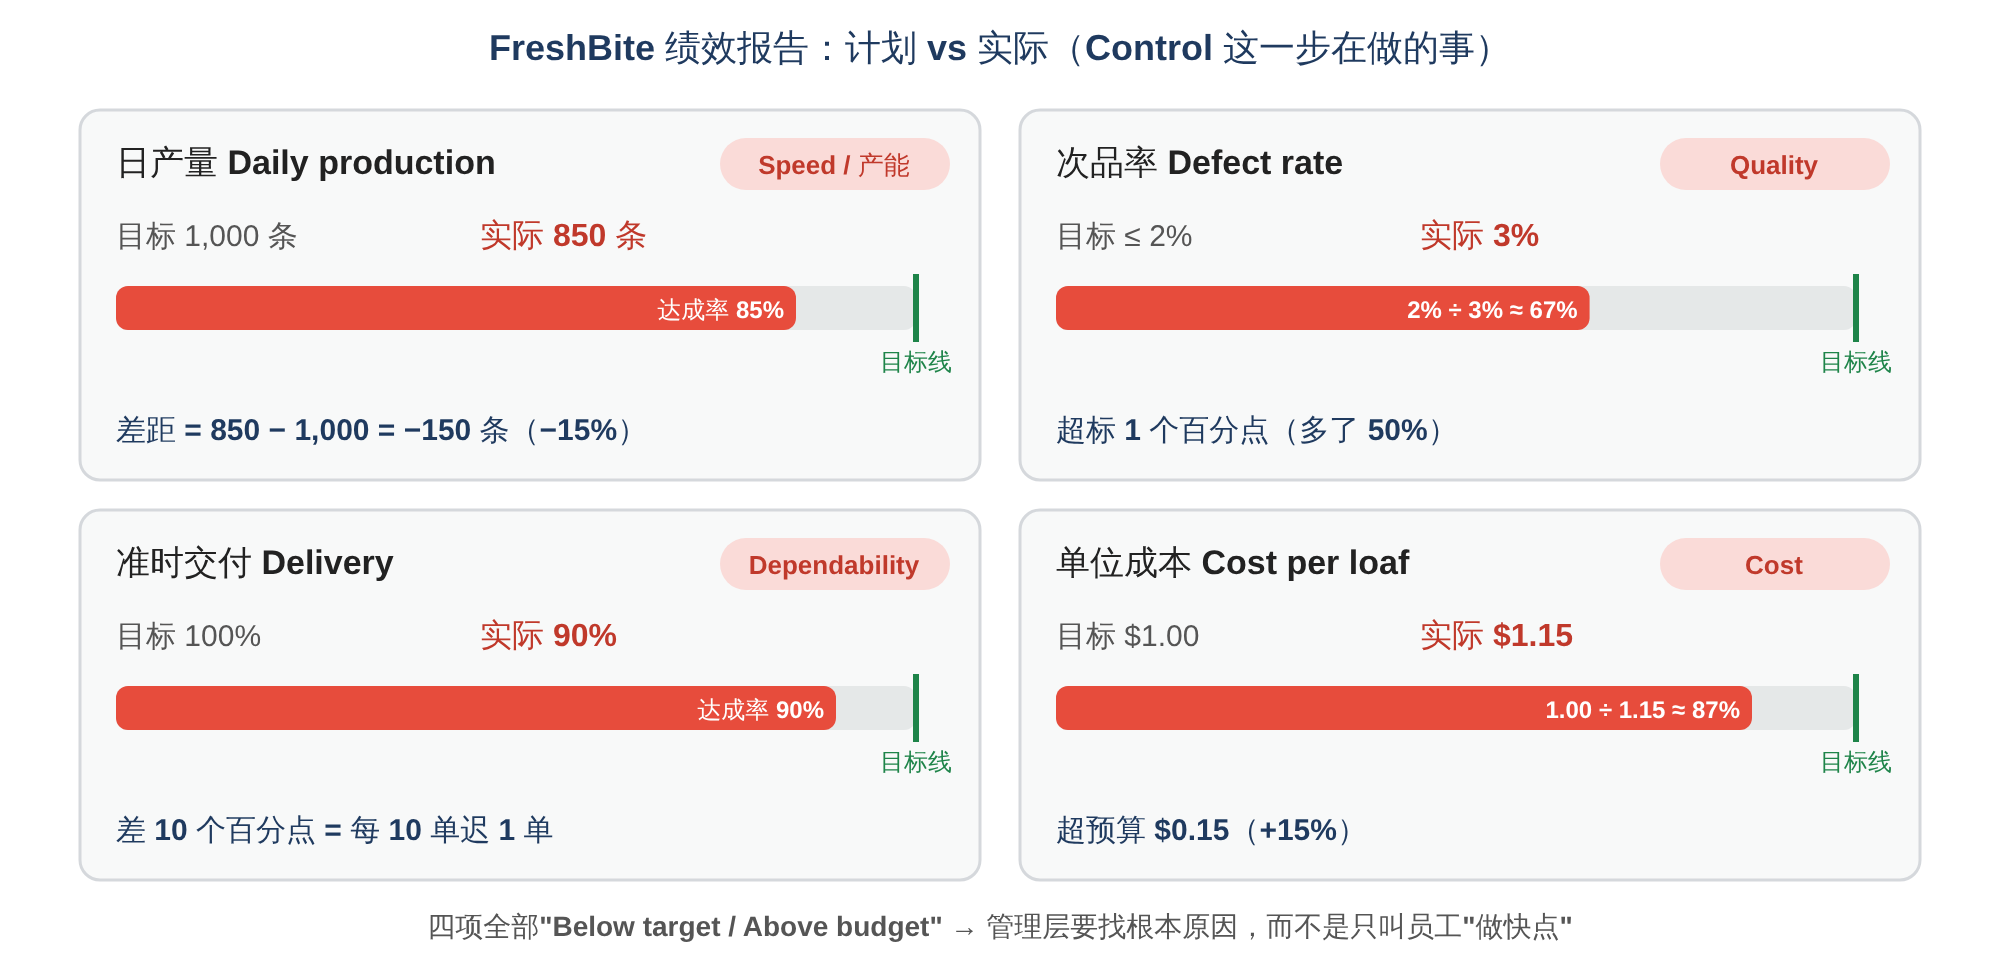 FreshBite 绩效报告：计划 vs 实际（Control 这一步在做的事）
日产量 Daily production
Speed / 产能
目标 1,000 条
实际 850 条
达成率 85%
目标线
差距 = 850 − 1,000 = −150 条（−15%）
次品率 Defect rate
Quality
目标 ≤ 2%
实际 3%
2% ÷ 3% ≈ 67%
目标线
超标 1 个百分点（多了 50%）
准时交付 Delivery
Dependability
目标 100%
实际 90%
达成率 90%
目标线
差 10 个百分点 = 每 10 单迟 1 单
单位成本 Cost per loaf
Cost
目标 $1.00
实际 $1.15
1.00 ÷ 1.15 ≈ 87%
目标线
超预算 $0.15（+15%）
四项全部"Below target / Above budget" → 管理层要找根本原因，而不是只叫员工"做快点"